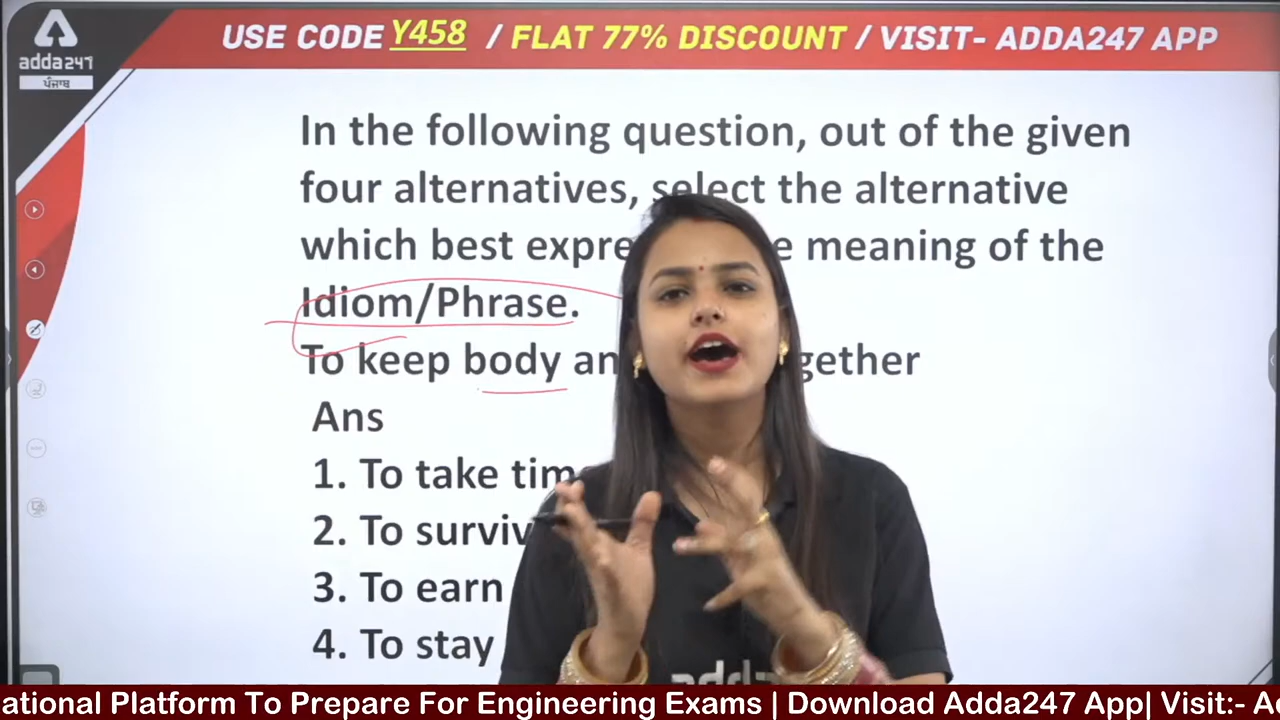 USE CODE Y458 / FLAT 77% DISCOUNT / VISIT- ADDA247 APP
adda247
ਪੰਜਾਬ
In the following question, out of the given
four alternatives, select the alternative
which best expre e meaning of the
Idiom/Phrase.
To keep body an gether
Ans
1. To take tim
2. To surviv
3. To earn
4. To stay
adda
ational Platform To Prepare For Engineering Exams | Download Adda247 App| Visit:- A